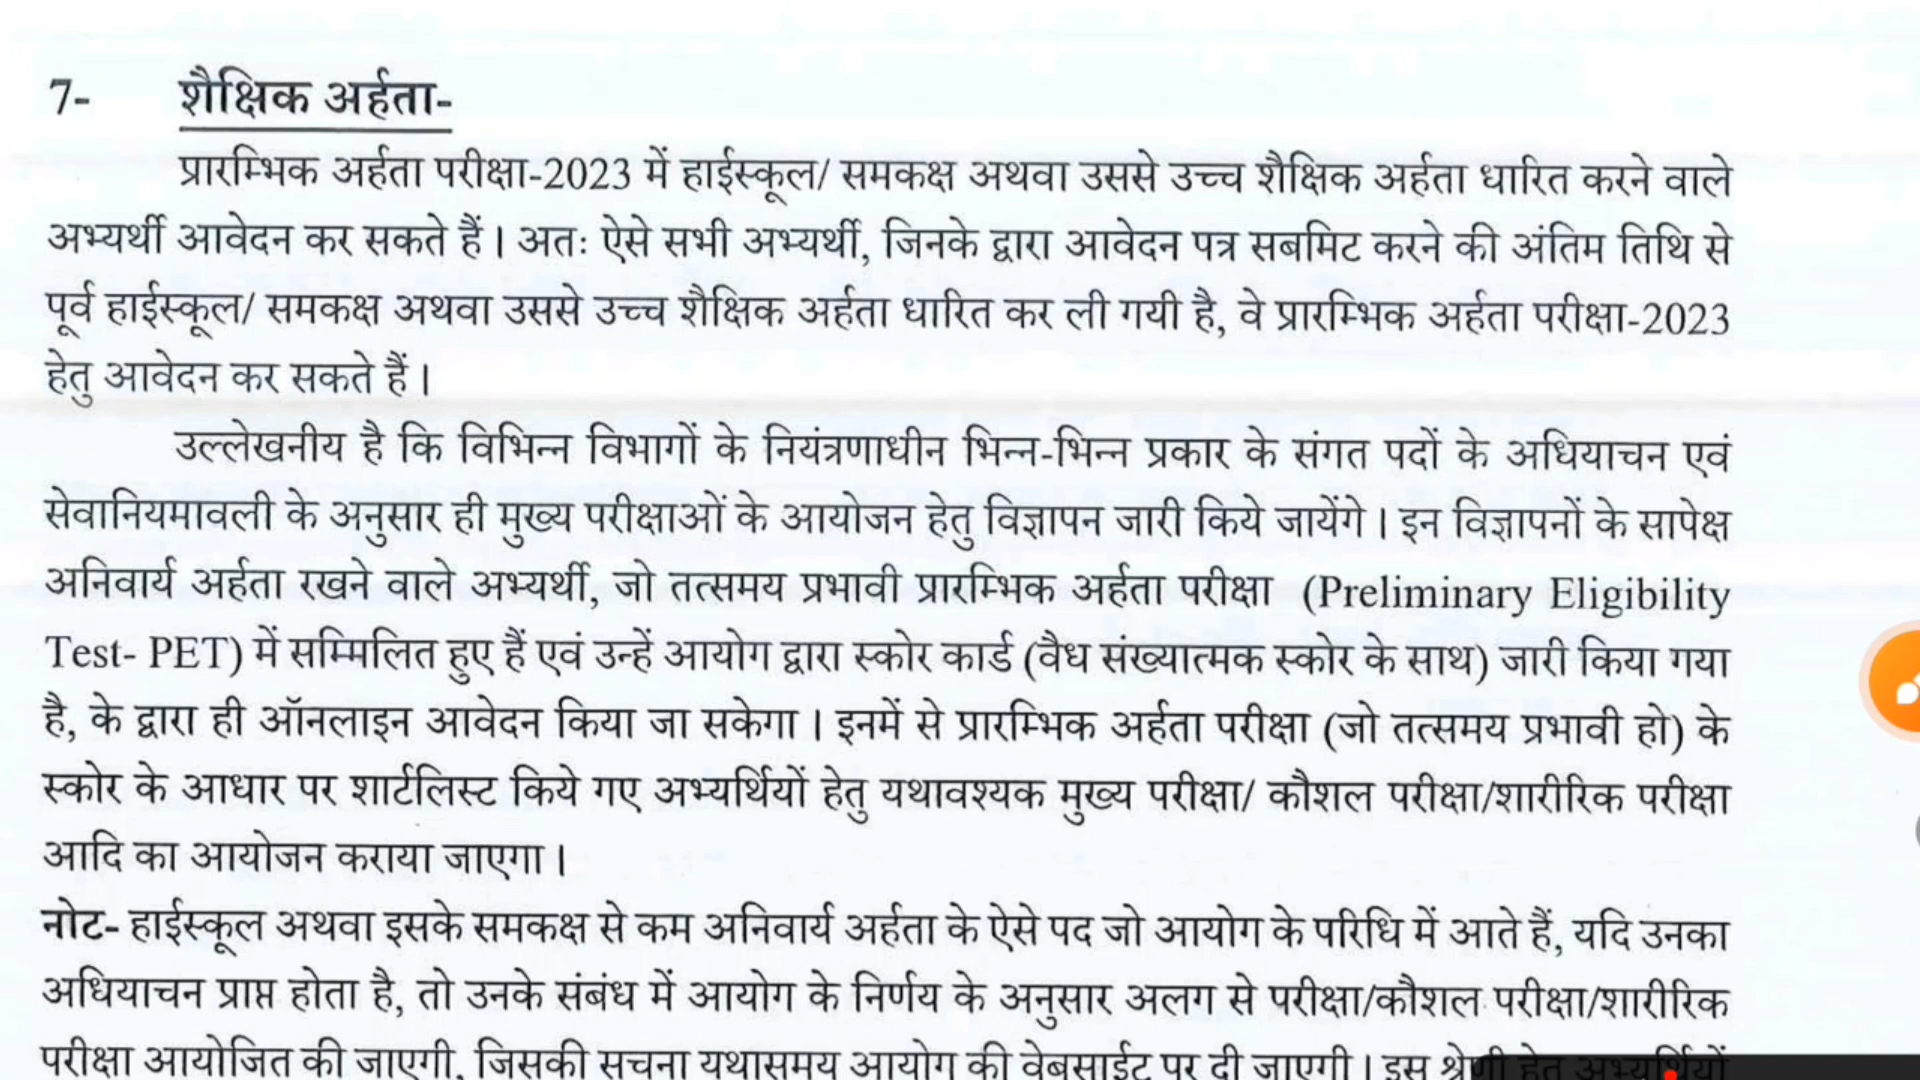 7- शैक्षिक अर्हता-
प्रारम्भिक अर्हता परीक्षा-2023 में हाईस्कूल/ समकक्ष अथवा उससे उच्च शैक्षिक अर्हता धारित करने वाले
अभ्यर्थी आवेदन कर सकते हैं। अतः ऐसे सभी अभ्यर्थी, जिनके द्वारा आवेदन पत्र सबमिट करने की अंतिम तिथि से
पूर्व हाईस्कूल/ समकक्ष अथवा उससे उच्च शैक्षिक अर्हता धारित कर ली गयी है, वे प्रारम्भिक अर्हता परीक्षा-2023
हेतु आवेदन कर सकते हैं।
उल्लेखनीय है कि विभिन्न विभागों के नियंत्रणाधीन भिन्न-भिन्न प्रकार के संगत पदों के अधियाचन एवं
सेवानियमावली के अनुसार ही मुख्य परीक्षाओं के आयोजन हेतु विज्ञापन जारी किये जायेंगे। इन विज्ञापनों के सापेक्ष
अनिवार्य अर्हता रखने वाले अभ्यर्थी, जो तत्समय प्रभावी प्रारम्भिक अर्हता परीक्षा (Preliminary Eligibility
Test- PET) में सम्मिलित हुए हैं एवं उन्हें आयोग द्वारा स्कोर कार्ड (वैध संख्यात्मक स्कोर के साथ) जारी किया गया
है, के द्वारा ही ऑनलाइन आवेदन किया जा सकेगा। इनमें से प्रारम्भिक अर्हता परीक्षा (जो तत्समय प्रभावी हो) के
स्कोर के आधार पर शार्टलिस्ट किये गए अभ्यर्थियों हेतु यथावश्यक मुख्य परीक्षा/ कौशल परीक्षा/शारीरिक परीक्षा
आदि का आयोजन कराया जाएगा।
नोट- हाईस्कूल अथवा इसके समकक्ष से कम अनिवार्य अर्हता के ऐसे पद जो आयोग के परिधि में आते हैं, यदि उनका
अधियाचन प्राप्त होता है, तो उनके संबंध में आयोग के निर्णय के अनुसार अलग से परीक्षा/कौशल परीक्षा/शारीरिक
परीक्षा आयोजित की जाएगी, जिसकी सूचना यथासमय आयोग की वेबसाईट पर दी जाएगी। इस श्रेणी हेतु अभ्यर्थियों